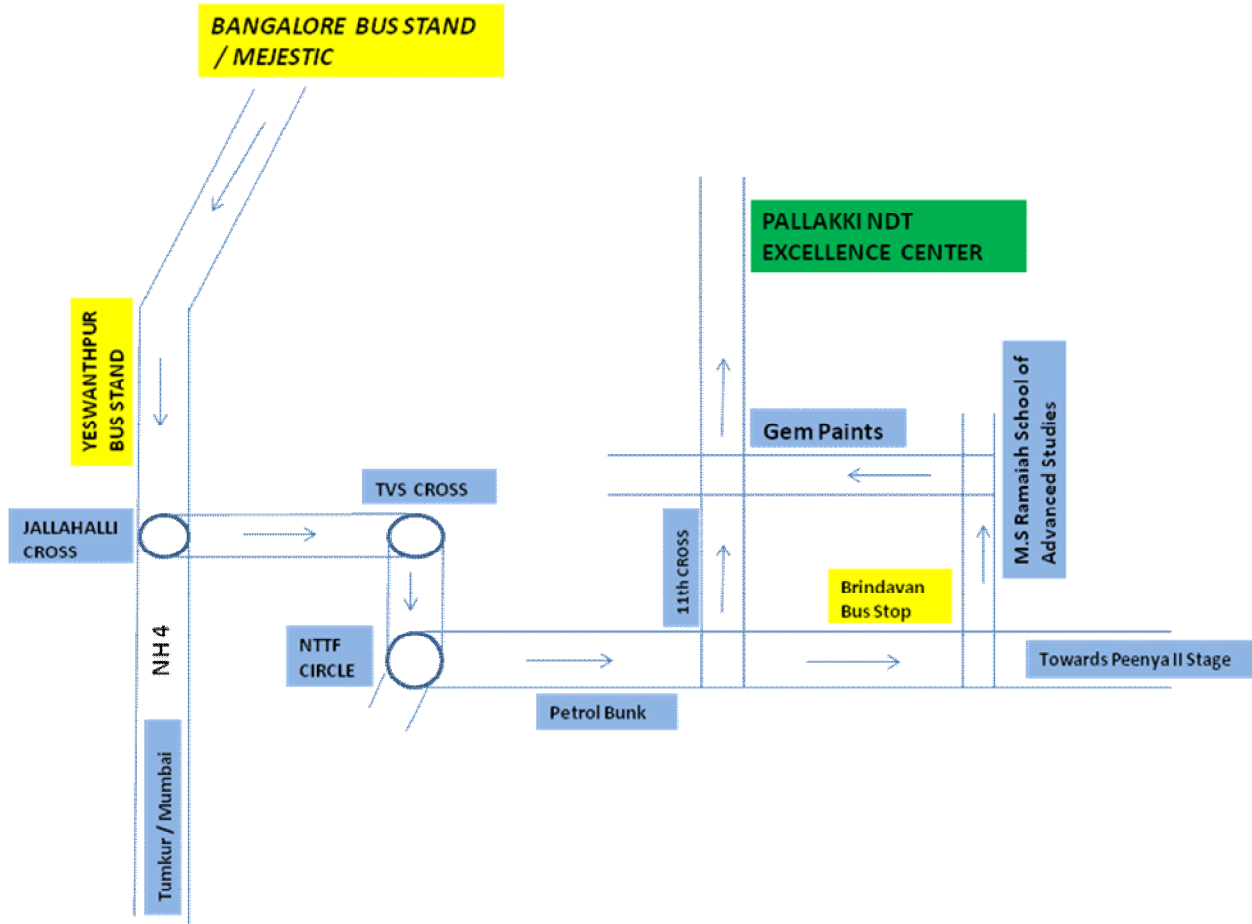 BANGALORE BUS STAND
/ MEJESTIC
PALLAKKI NDT
EXCELLENCE CENTER
YESWANTHPUR
BUS STAND
M.S Ramaiah School of
Advanced Studies
Gem Paints
TVS CROSS
JALLAHALLI
CROSS
11th CROSS
Brindavan
Bus Stop
NH 4
NTTF
CIRCLE
Towards Peenya II Stage
Petrol Bunk
Tumkur / Mumbai